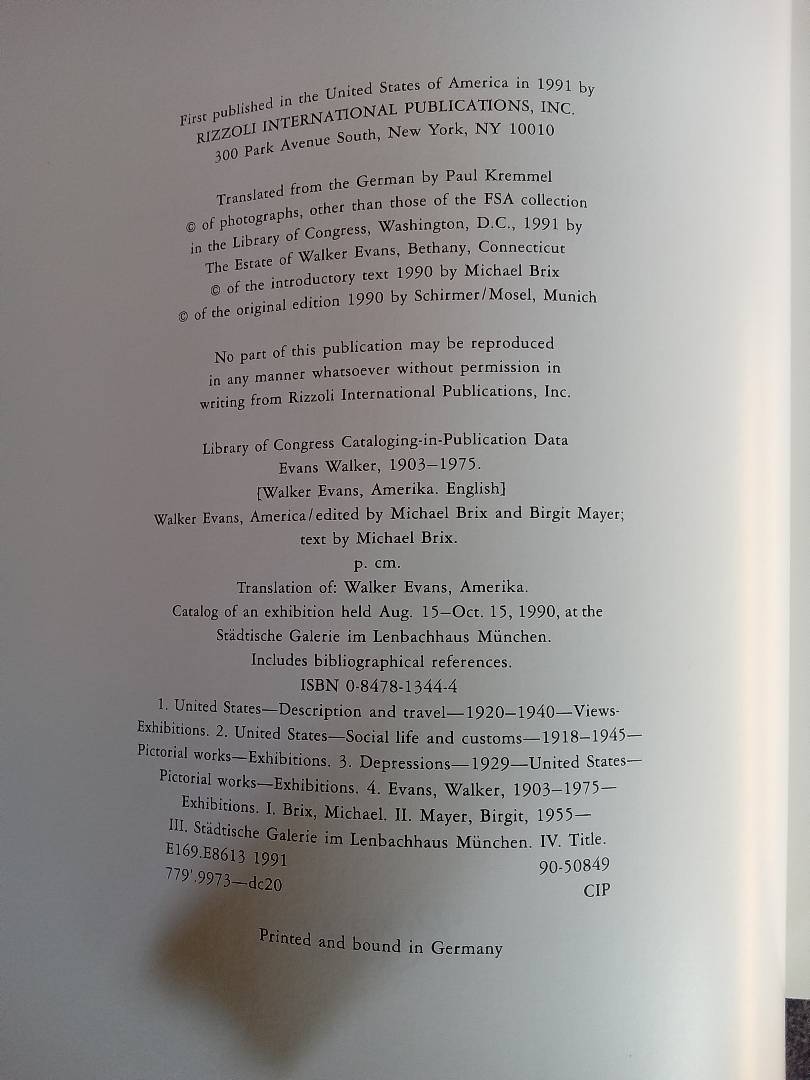 First published in the United States of America in 1991 by
RIZZOLI INTERNATIONAL PUBLICATIONS, INC.
300 Park Avenue South, New York, NY 10010
Translated from the German by Paul Kremmel
© of photographs, other than those of the FSA collection
in the Library of Congress, Washington, D.C., 1991 by
The Estate of Walker Evans, Bethany, Connecticut
© of the introductory text 1990 by Michael Brix
© of the original edition 1990 by Schirmer/Mosel, Munich
No part of this publication may be reproduced
in any manner whatsoever without permission in
writing from Rizzoli International Publications, Inc.
Library of Congress Cataloging-in-Publication Data
Evans Walker, 1903–1975.
[Walker Evans, Amerika. English]
Walker Evans, America/edited by Michael Brix and Birgit Mayer;
text by Michael Brix.
p. cm.
Translation of: Walker Evans, Amerika.
Catalog of an exhibition held Aug. 15–Oct. 15, 1990, at the
Städtische Galerie im Lenbachhaus München.
Includes bibliographical references.
ISBN 0-8478-1344-4
1. United States—Description and travel—1920–1940—Views-
Exhibitions. 2. United States—Social life and customs—1918–1945—
Pictorial works—Exhibitions. 3. Depressions—1929—United States—
Pictorial works—Exhibitions. 4. Evans, Walker, 1903–1975—
Exhibitions. I. Brix, Michael. II. Mayer, Birgit, 1955—
III. Städtische Galerie im Lenbachhaus München. IV. Title.
E169.E8613 1991 90-50849
779'.9973—dc20 CIP
Printed and bound in Germany